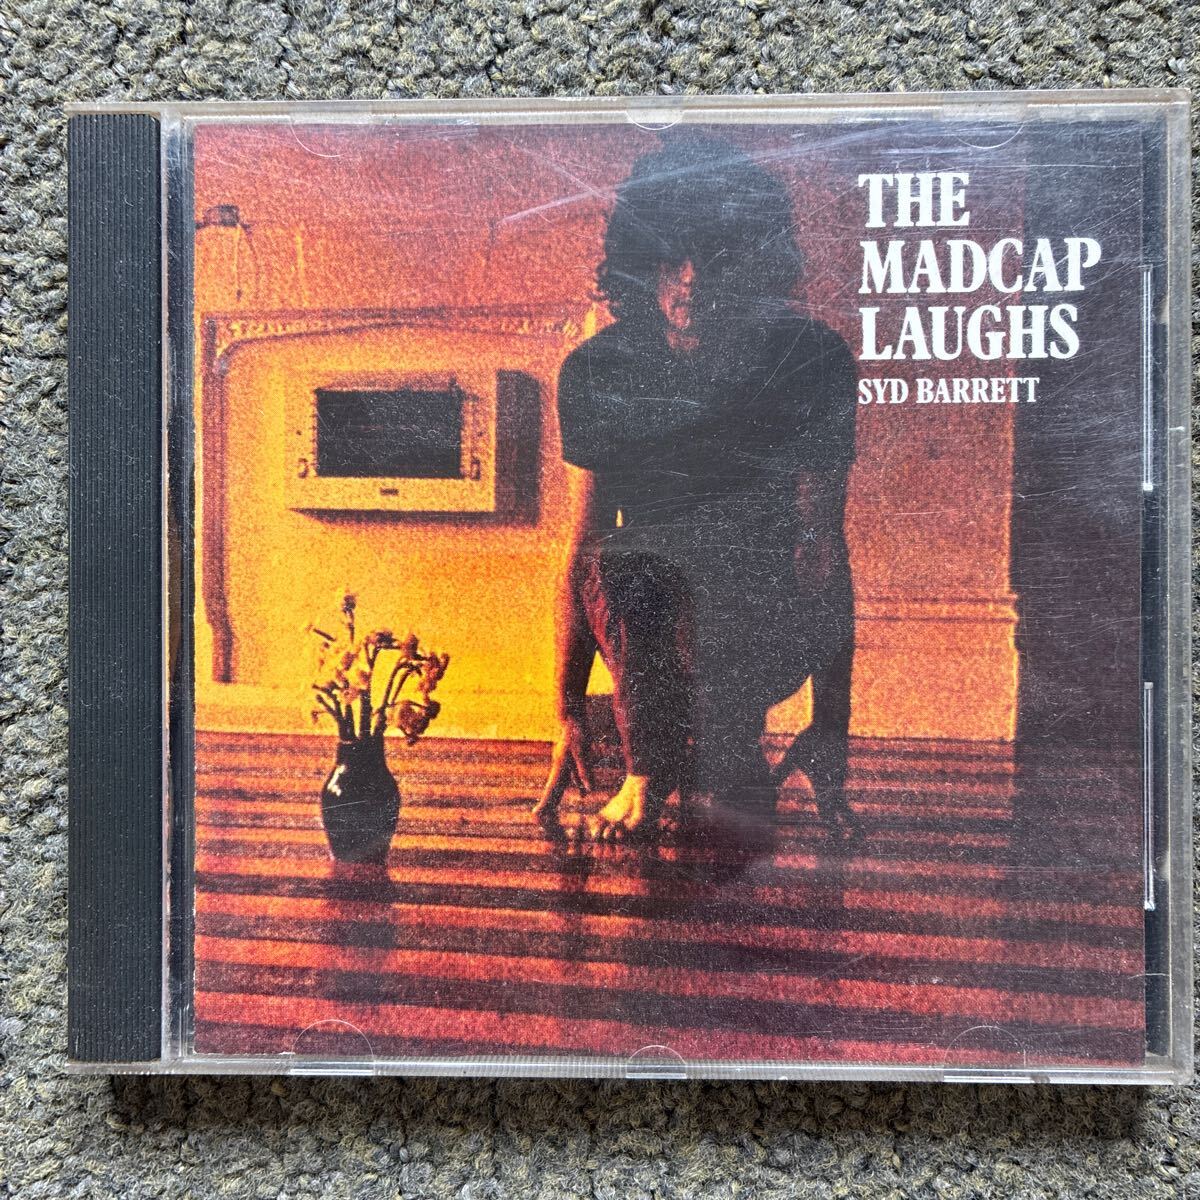 THE
MADCAP
LAUGHS
SYD BARRETT